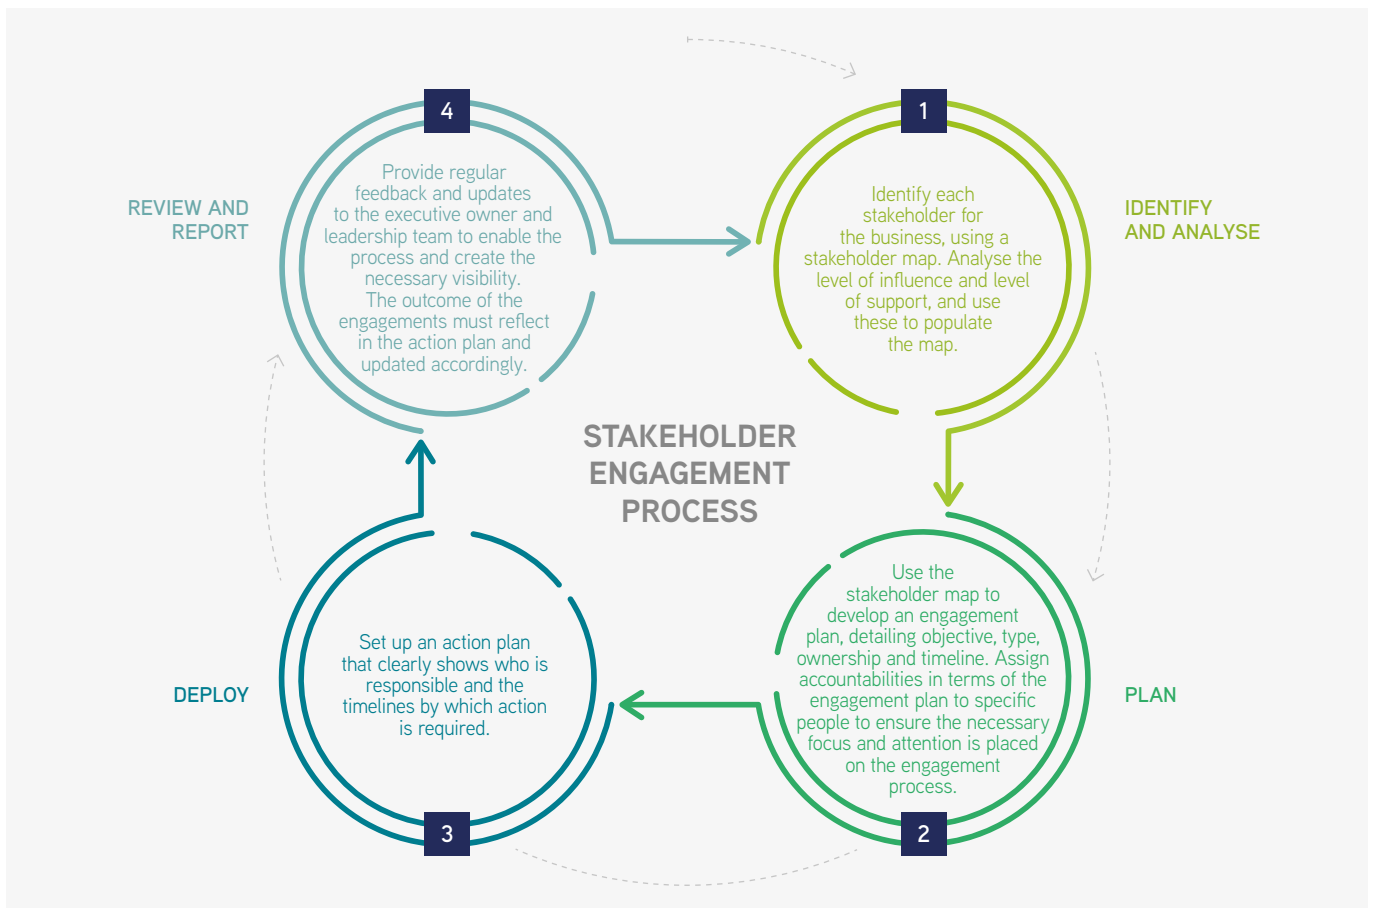 4
Provide regular
feedback and updates
to the executive owner and
leadership team to enable the
process and create the
necessary visibility.
The outcome of the
engagements must reflect
in the action plan and
updated accordingly.
REVIEW AND
REPORT
1
Identify each
stakeholder for
the business, using a
stakeholder map. Analyse the
level of influence and level
of support, and use
these to populate
the map.
IDENTIFY
AND ANALYSE
STAKEHOLDER
ENGAGEMENT
PROCESS
Set up an action plan
that clearly shows who is
responsible and the
timelines by which action
is required.
DEPLOY
3
Use the
stakeholder map to
develop an engagement
plan, detailing objective, type,
ownership and timeline. Assign
accountabilities in terms of the
engagement plan to specific
people to ensure the necessary
focus and attention is placed
on the engagement
process.
PLAN
2